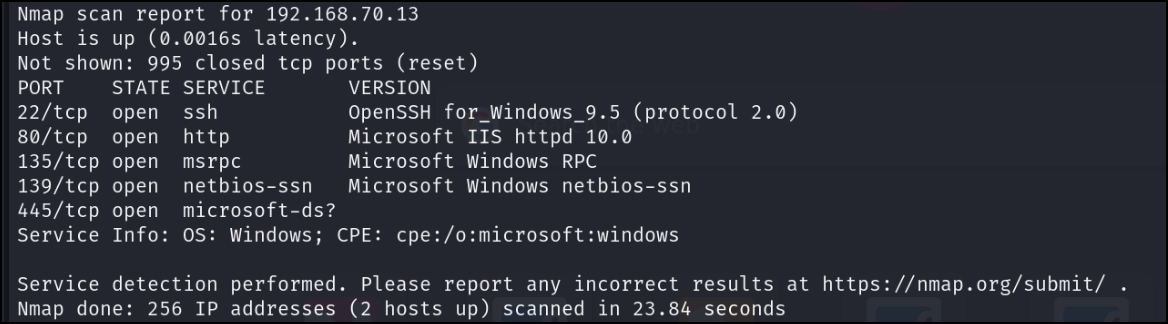 Nmap scan report for 192.168.70.13
Host is up (0.0016s latency).
Not shown: 995 closed tcp ports (reset)
PORT    STATE SERVICE       VERSION
22/tcp  open  ssh           OpenSSH for_Windows_9.5 (protocol 2.0)
80/tcp  open  http          Microsoft IIS httpd 10.0
135/tcp open  msrpc         Microsoft Windows RPC
139/tcp open  netbios-ssn   Microsoft Windows netbios-ssn
445/tcp open  microsoft-ds?
Service Info: OS: Windows; CPE: cpe:/o:microsoft:windows

Service detection performed. Please report any incorrect results at https://nmap.org/submit/ .
Nmap done: 256 IP addresses (2 hosts up) scanned in 23.84 seconds